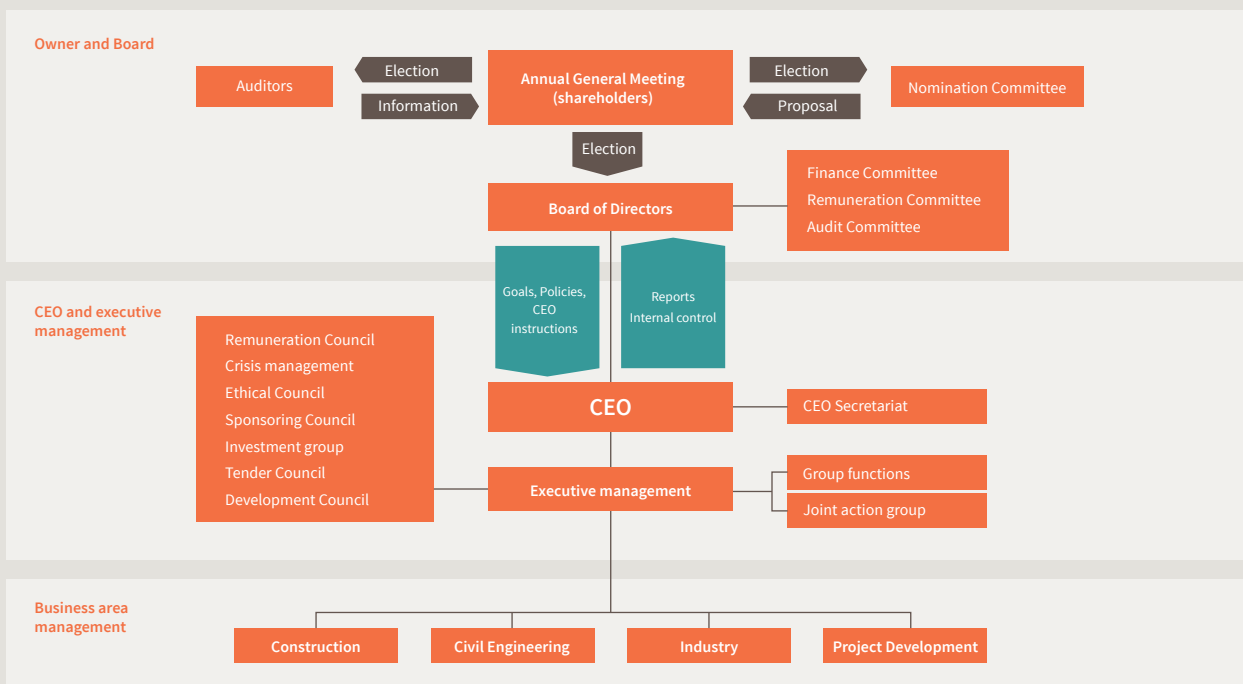 Owner and Board
Auditors
Election
Information
Annual General Meeting
(shareholders)
Election
Proposal
Nomination Committee
Election
Board of Directors
Finance Committee
Remuneration Committee
Audit Committee
Goals, Policies,
CEO
instructions
Reports
Internal control
CEO and executive
management
Remuneration Council
Crisis management
Ethical Council
Sponsoring Council
Investment group
Tender Council
Development Council
CEO
CEO Secretariat
Executive management
Group functions
Joint action group
Business area
management
Construction
Civil Engineering
Industry
Project Development